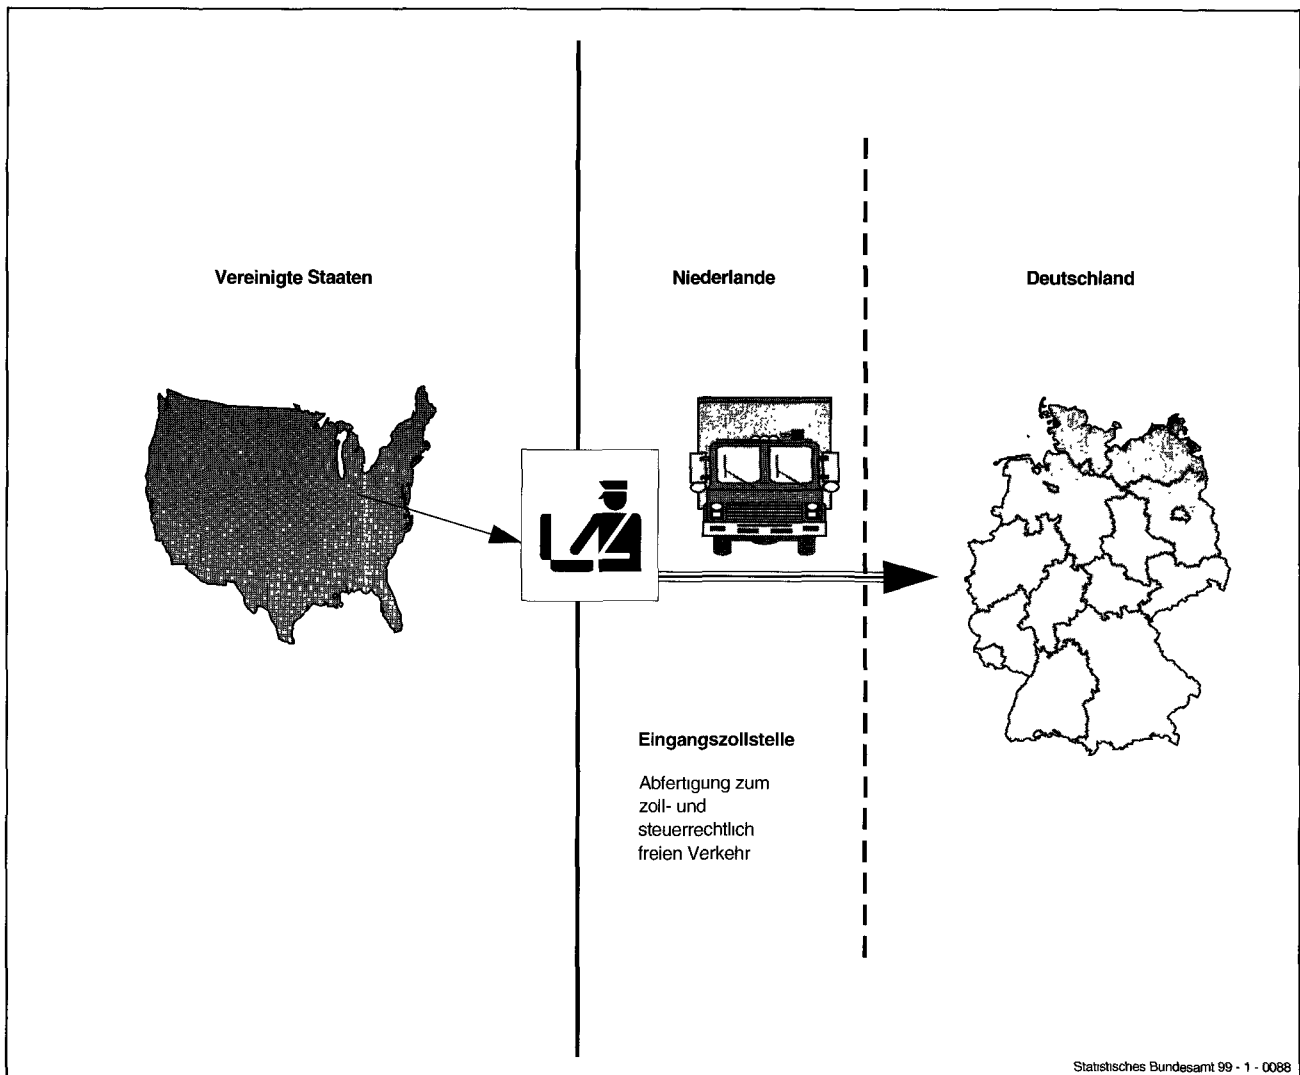 Vereinigte Staaten
Niederlande
Deutschland
Eingangszollstelle
Abfertigung zum
zoll- und
steuerrechtlich
freien Verkehr
Statistisches Bundesamt 99 - 1 - 0088